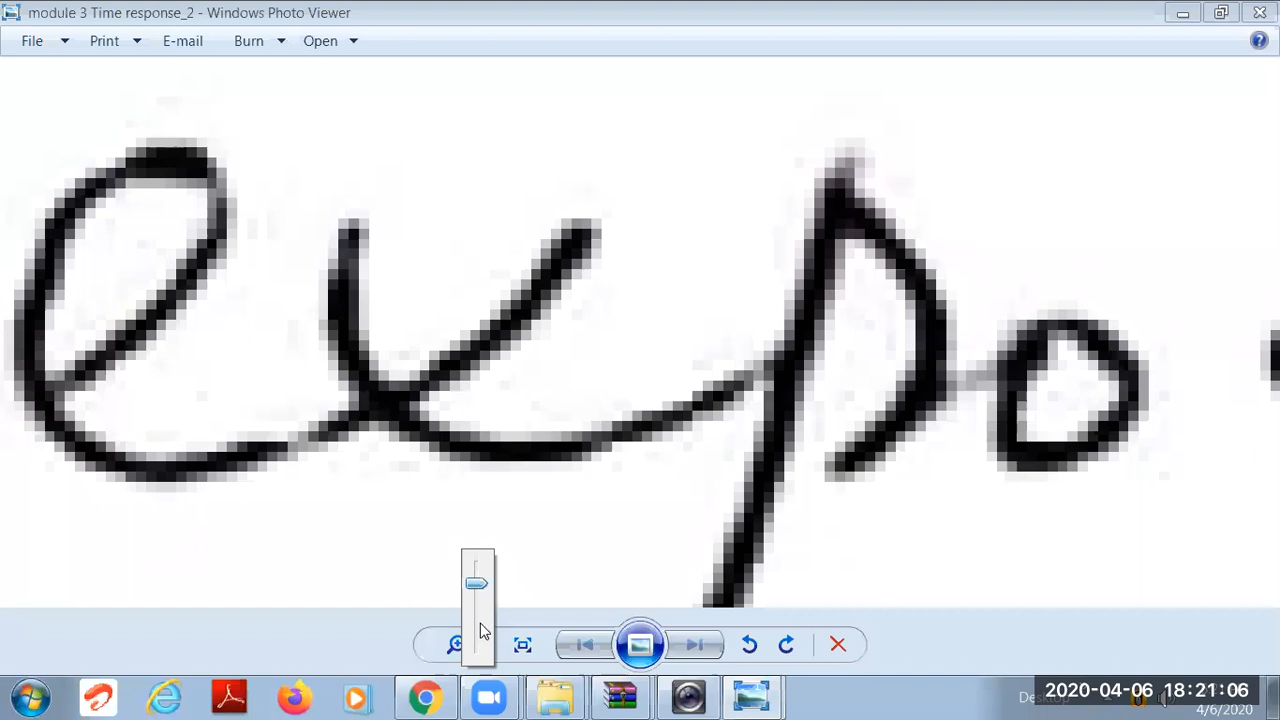 module 3 Time response_2 - Windows Photo Viewer
File Print E-mail Burn Open
expo
2020-04-06 18:21:06
4/6/2020